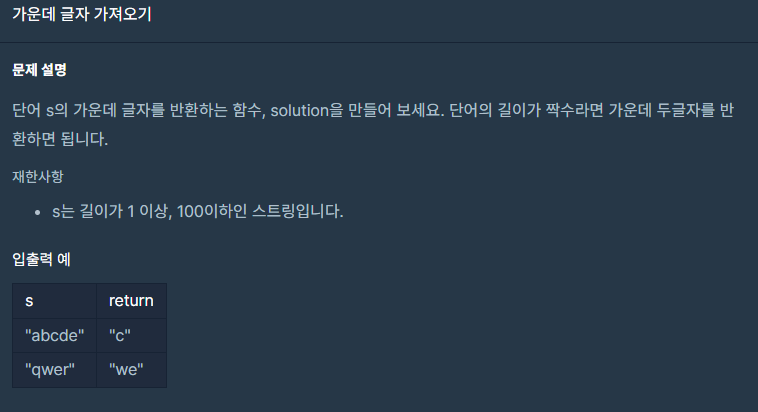 가운데 글자 가져오기
문제 설명
단어 s의 가운데 글자를 반환하는 함수, solution을 만들어 보세요. 단어의 길이가 짝수라면 가운데 두글자를 반
환하면 됩니다.
재한사항
• s는 길이가 1 이상, 100이하인 스트링입니다.
입출력 예
s return
"abcde" "c"
"qwer" "we"